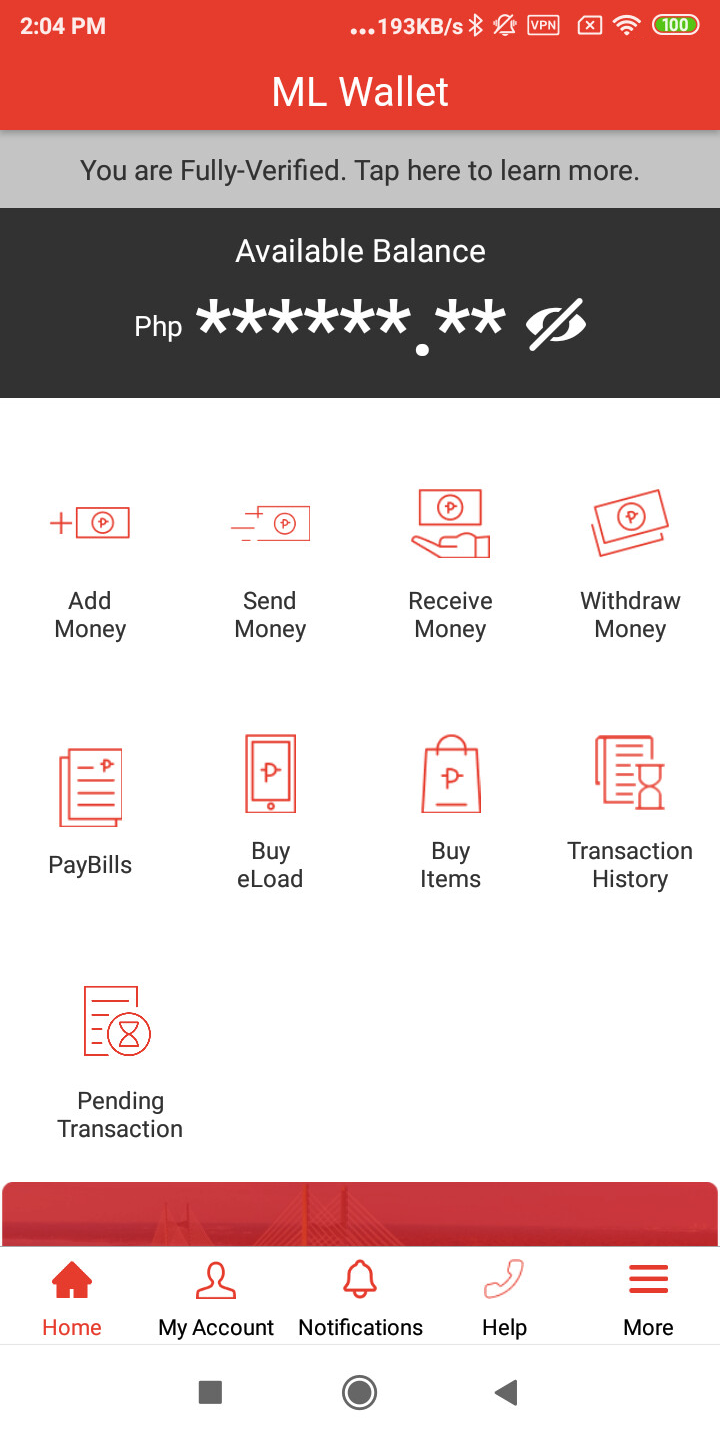 2:04 PM
...193KB/s
VPN
100
ML Wallet
You are Fully-Verified. Tap here to learn more.
Available Balance
Php ******.**
Add
Money
Send
Money
Receive
Money
Withdraw
Money
PayBills
Buy
eLoad
Buy
Items
Transaction
History
Pending
Transaction
Home
My Account
Notifications
Help
More